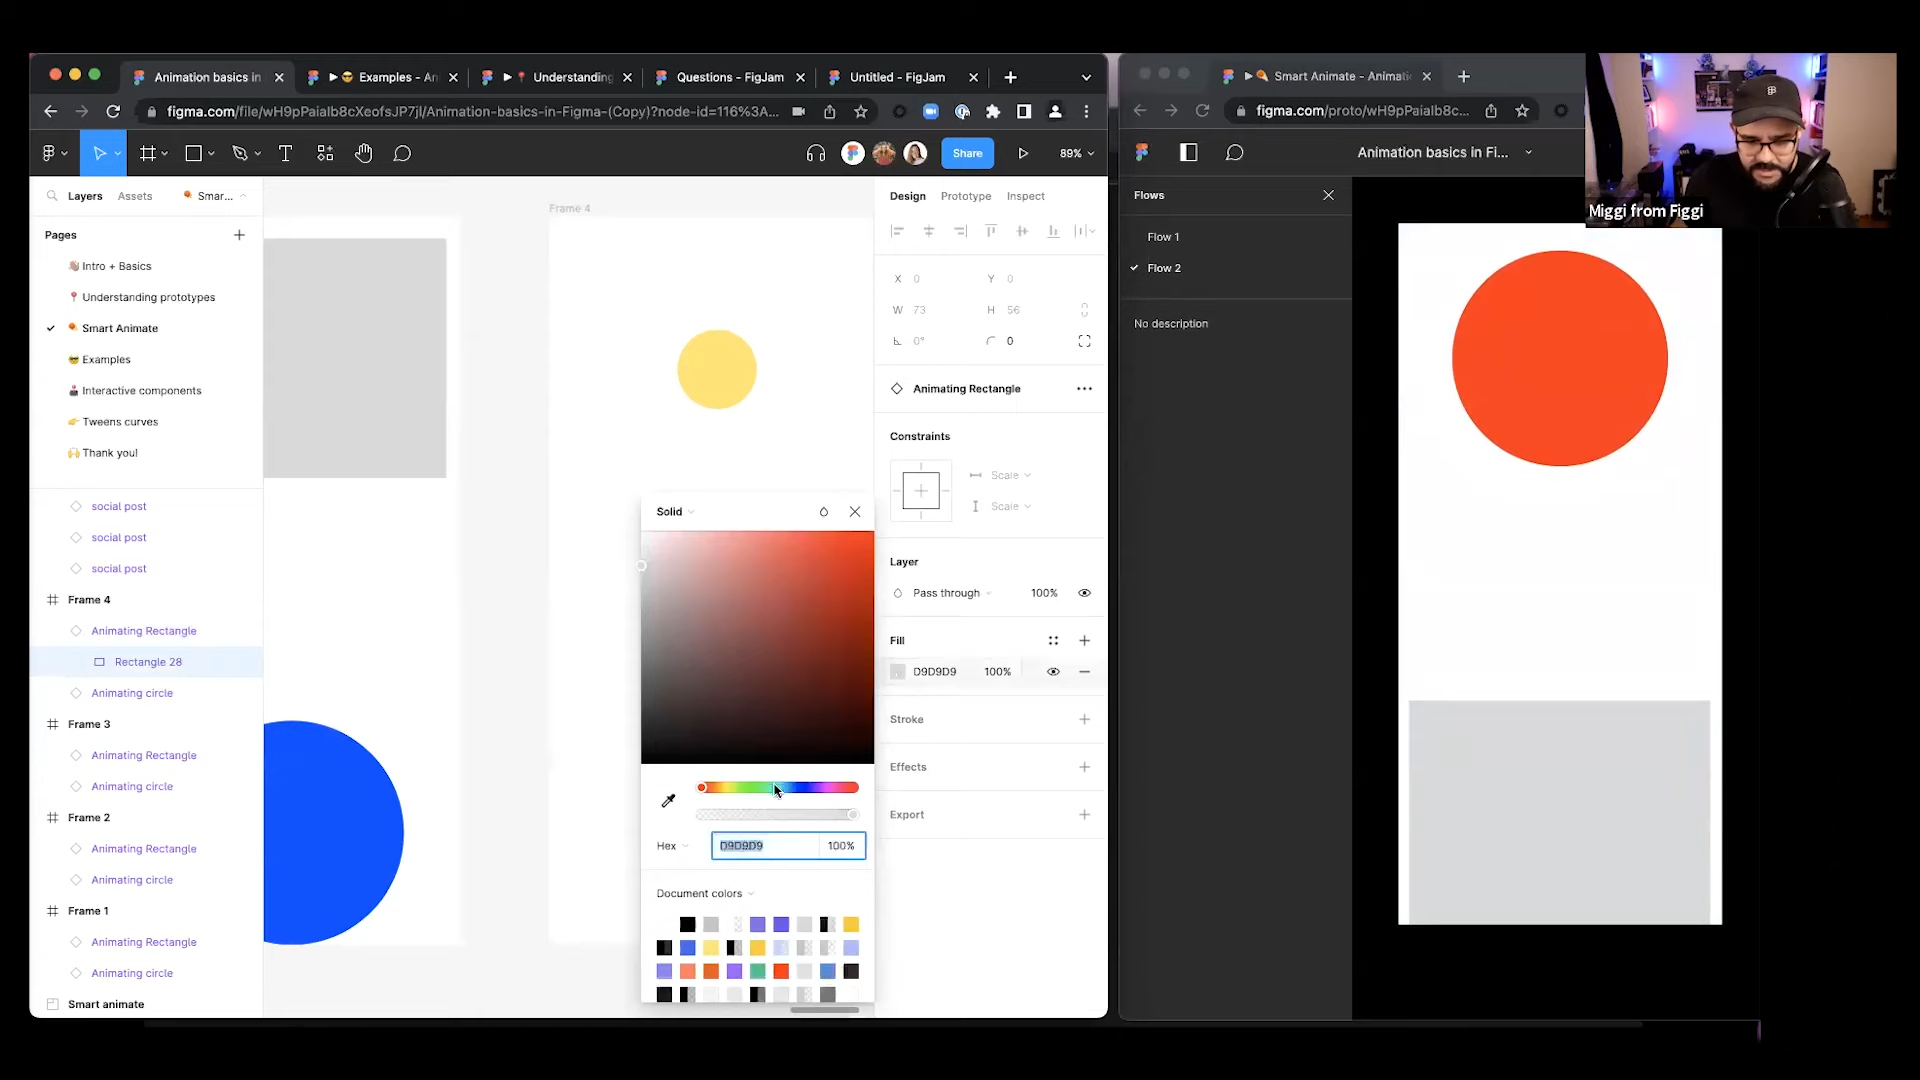 Animation basics in
Examples - An
Understanding
Questions - FigJam
Untitled - FigJam
Smart Animate - Animatic
figma.com/file/wH9pPaialb8cXeofsJP7jl/Animation-basics-in-Figma-(Copy)?node-id=116%3A...
figma.com/proto/wH9pPaialb8c...
Share
89%
Animation basics in Fi...
Miggi from Figgi
Layers
Assets
Smar...
Frame 4
Design
Prototype
Inspect
Flows
Pages
Flow 1
Intro + Basics
Flow 2
X 0
Y 0
Understanding prototypes
W 73
H 56
No description
Smart Animate
0°
0
Examples
Animating Rectangle
Interactive components
Tweens curves
Constraints
Thank you!
Scale
Scale
social post
Solid
social post
social post
Layer
Frame 4
Pass through
100%
Animating Rectangle
Fill
Rectangle 28
D9D9D9
100%
Animating circle
Stroke
Frame 3
Animating Rectangle
Effects
Animating circle
Export
Frame 2
Animating Rectangle
Hex
D9D9D9
100%
Animating circle
Document colors
Frame 1
Animating Rectangle
Animating circle
Smart animate